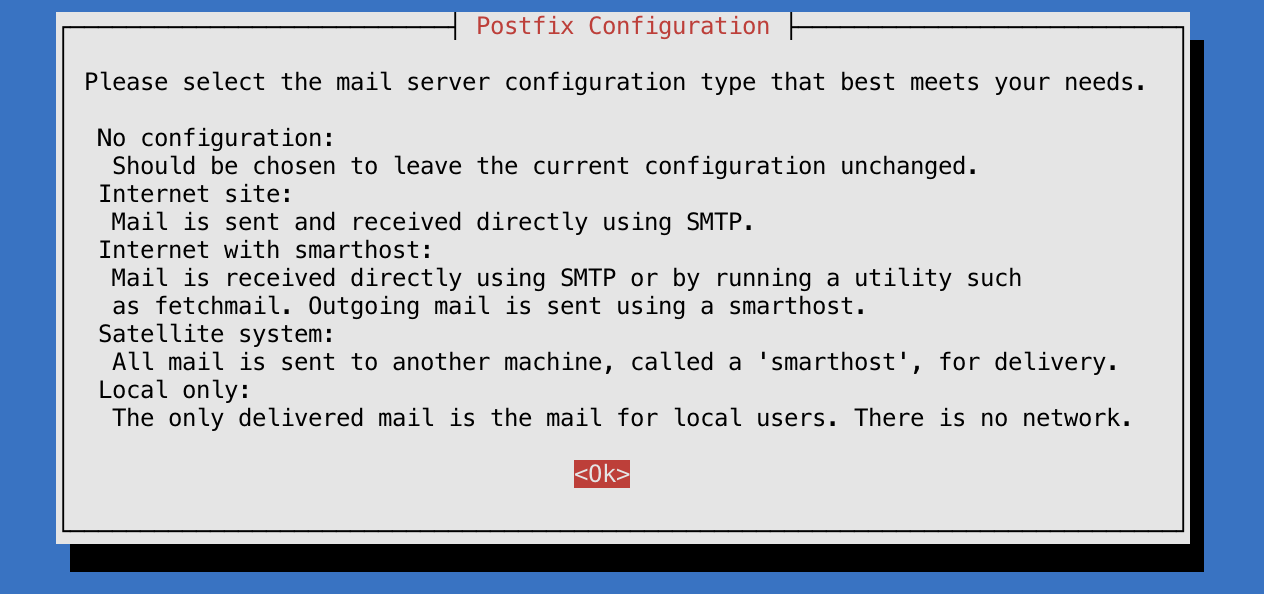 Postfix Configuration
Please select the mail server configuration type that best meets your needs.
No configuration:
Should be chosen to leave the current configuration unchanged.
Internet site:
Mail is sent and received directly using SMTP.
Internet with smarthost:
Mail is received directly using SMTP or by running a utility such
as fetchmail. Outgoing mail is sent using a smarthost.
Satellite system:
All mail is sent to another machine, called a 'smarthost', for delivery.
Local only:
The only delivered mail is the mail for local users. There is no network.
<Ok>